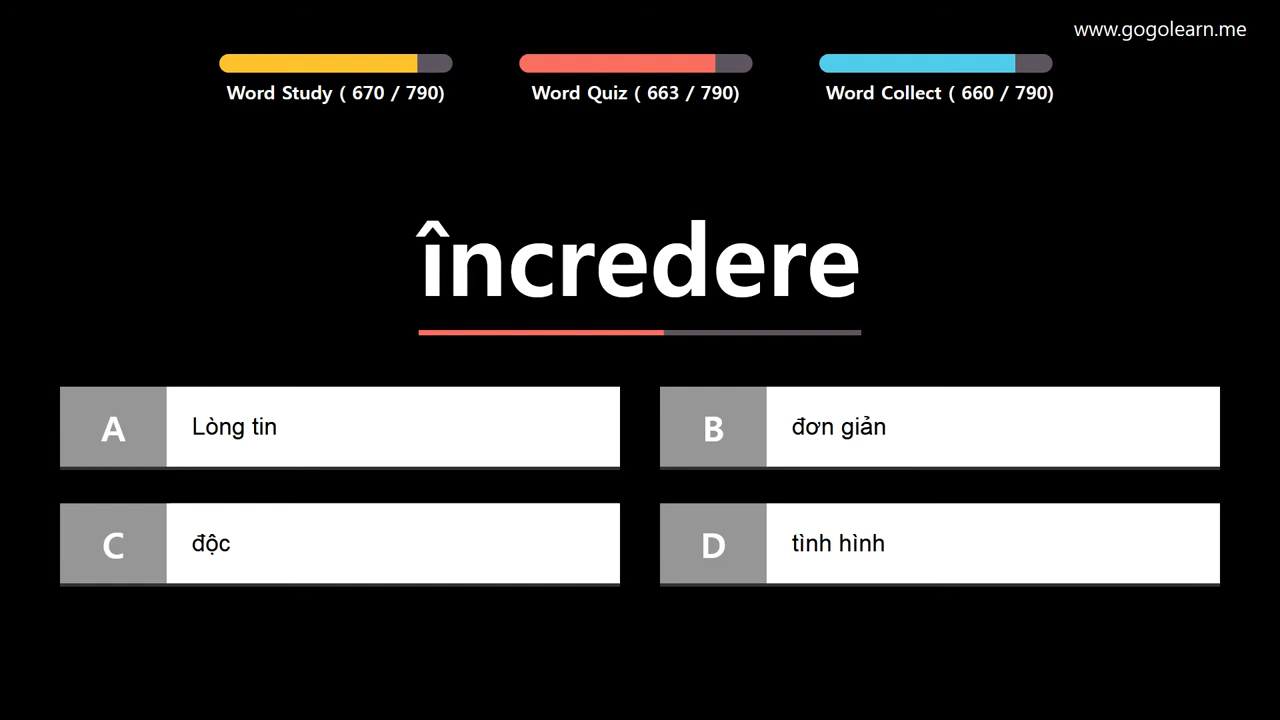 www.gogolearn.me
Word Study ( 670 / 790)
Word Quiz ( 663 / 790)
Word Collect ( 660 / 790)
încredere
A Lòng tin
B đơn giản
C độc
D tình hình